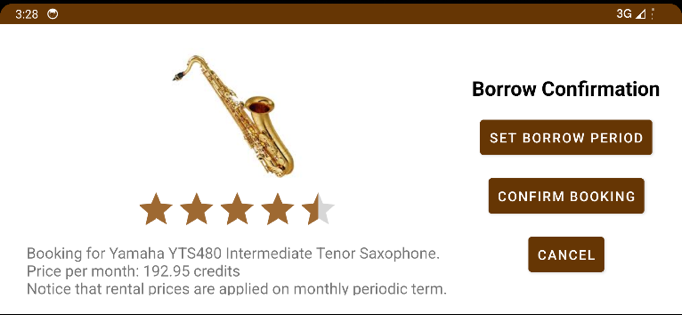 3:28
3G
Borrow Confirmation
SET BORROW PERIOD
CONFIRM BOOKING
CANCEL
Booking for Yamaha YTS480 Intermediate Tenor Saxophone.
Price per month: 192.95 credits
Notice that rental prices are applied on monthly periodic term.